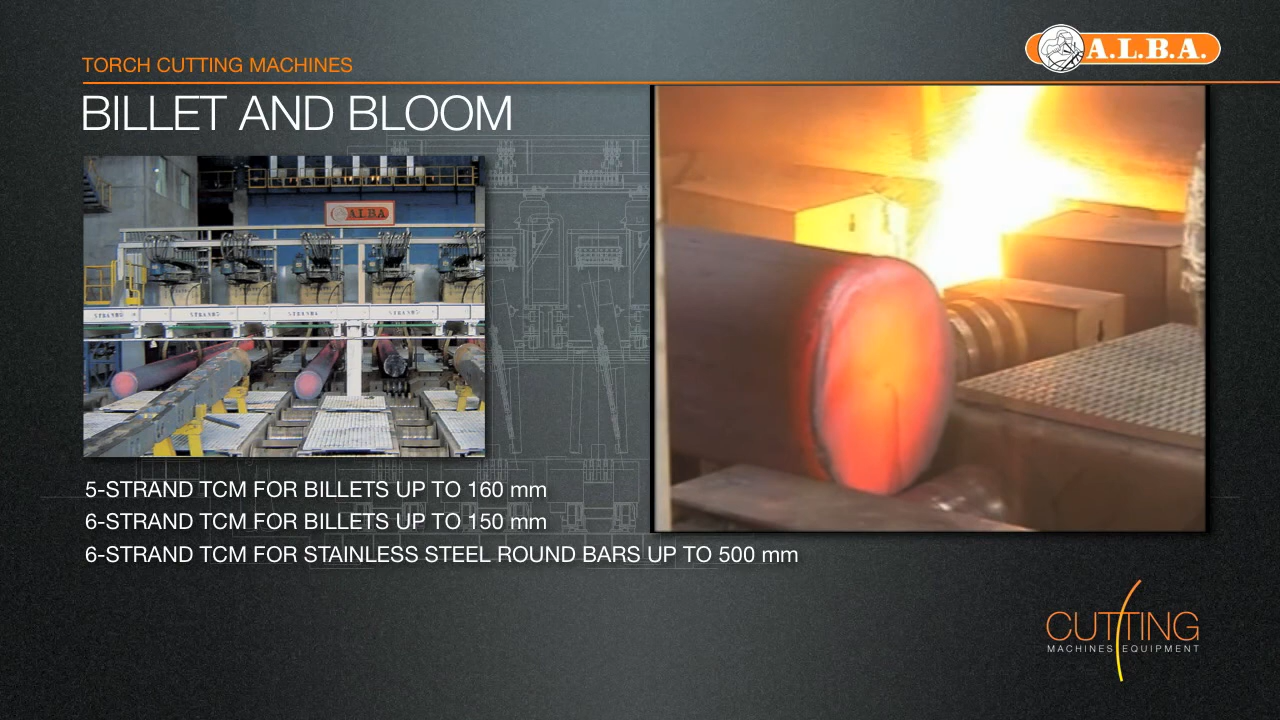 A.L.B.A.
TORCH CUTTING MACHINES
BILLET AND BLOOM
A.L.B.A
5-STRAND TCM FOR BILLETS UP TO 160 mm
6-STRAND TCM FOR BILLETS UP TO 150 mm
6-STRAND TCM FOR STAINLESS STEEL ROUND BARS UP TO 500 mm
CUTTING
MACHINES EQUIPMENT